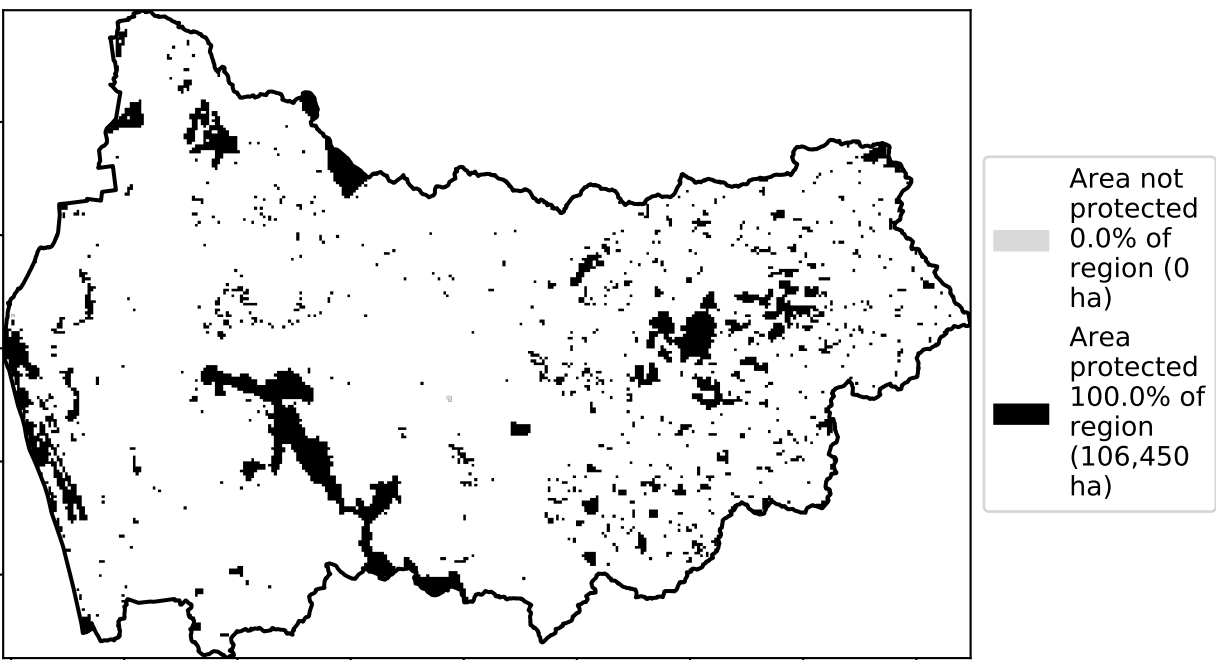 Area not
protected
0.0% of
region (0
ha)
Area
protected
100.0% of
region
(106,450
ha)